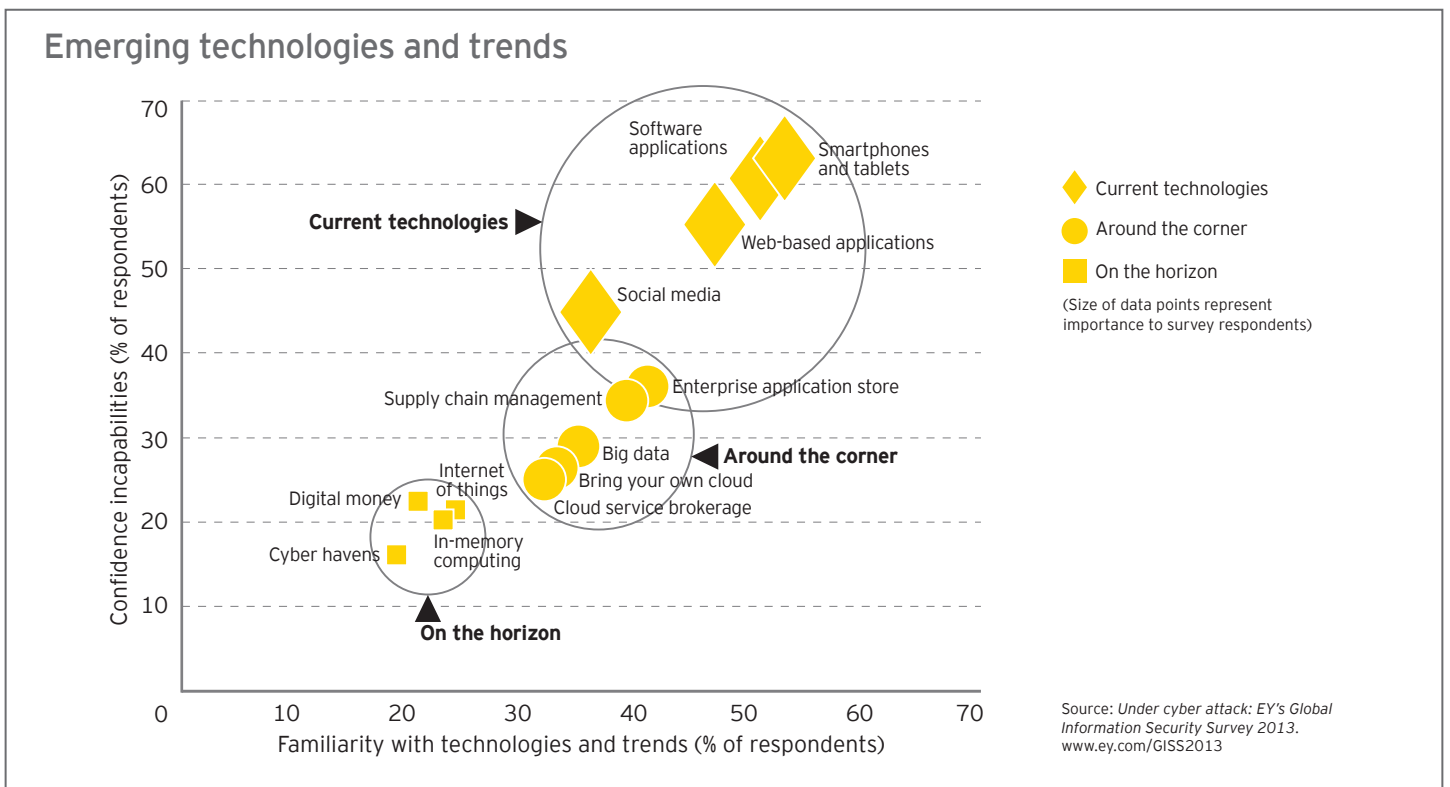 Emerging technologies and trends
Confidence incapabilities (% of respondents)
70
60
50
40
30
20
10
0
10
20
30
40
50
60
70
Familiarity with technologies and trends (% of respondents)
Software
applications
Smartphones
and tablets
Current technologies
Web-based applications
Social media
Enterprise application store
Supply chain management
Big data
Around the corner
Bring your own cloud
Cloud service brokerage
Internet
of things
Digital money
In-memory
computing
Cyber havens
On the horizon
Current technologies
Around the corner
On the horizon
(Size of data points represent
importance to survey respondents)
Source: Under cyber attack: EY's Global
Information Security Survey 2013.
www.ey.com/GISS2013